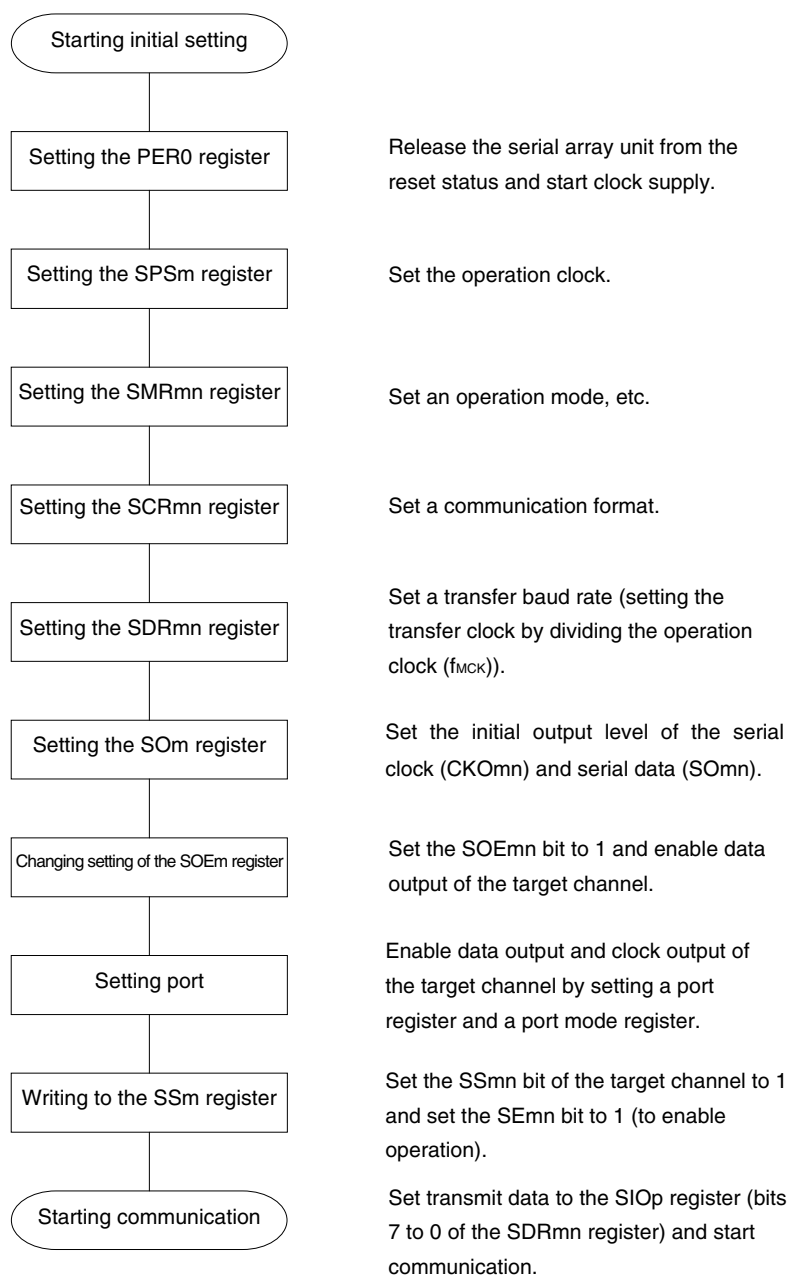 Starting initial setting
Setting the PER0 register
Release the serial array unit from the
reset status and start clock supply.
Setting the SPSm register
Set the operation clock.
Setting the SMRmn register
Set an operation mode, etc.
Setting the SCRmn register
Set a communication format.
Setting the SDRmn register
Set a transfer baud rate (setting the
transfer clock by dividing the operation
clock (fMCK)).
Setting the SOm register
Set the initial output level of the serial
clock (CKOmn) and serial data (SOmn).
Changing setting of the SOEm register
Set the SOEmn bit to 1 and enable data
output of the target channel.
Setting port
Enable data output and clock output of
the target channel by setting a port
register and a port mode register.
Writing to the SSm register
Set the SSmn bit of the target channel to 1
and set the SEmn bit to 1 (to enable
operation).
Starting communication
Set transmit data to the SIOp register (bits
7 to 0 of the SDRmn register) and start
communication.